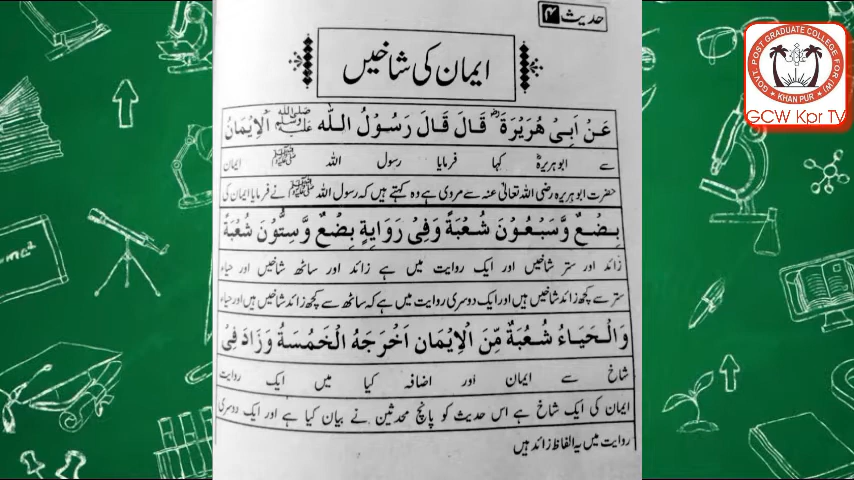 حدیث ۴
ایمان کی شاخیں
عَنْ اَبِیْ هُرَیْرَةَ ؓ قَالَ قَالَ رَسُوْلُ اللّٰه ﷺ اَلْاِیْمَانُ
سے ابوہریرہؓ کہا فرمایا رسول اللہ ﷺ ایمان
حضرت ابوہریرہ رضی اللہ تعالیٰ عنہ سے مروی ہے وہ کہتے ہیں کہ رسول اللہ ﷺ نے فرمایا ایمان کی
بِضْعٌ وَّسَبْعُوْنَ شُعْبَةً وَفِیْ رَوَایِةٍ بِضْعٌ وَّسِتُّوْنَ شُعْبَةً
زائد اور ستر شاخیں اور ایک روایت میں ہے زائد اور ساٹھ شاخیں اور حیاء
ستر سے کچھ زائد شاخیں ہیں اور ایک دوسری روایت میں ہے کہ ساٹھ سے کچھ زائد شاخیں ہیں اور حیاء
وَالْحَیَاءُ شُعْبَةٌ مِّنَ الْاِیْمَان اَخْرَجَهُ الْخَمْسَةُ وَزَادَ فِیْ
شاخ سے ایمان اور اضافہ کیا میں ایک روایت
ایمان کی ایک شاخ ہے اس حدیث کو پانچ محدثین نے بیان کیا ہے اور ایک دوسری
روایت میں یہ الفاظ زائد ہیں
GOVT. POST GRADUATE COLLEGE FOR (W)
KHAN PUR
GCW Kpr TV
mc²